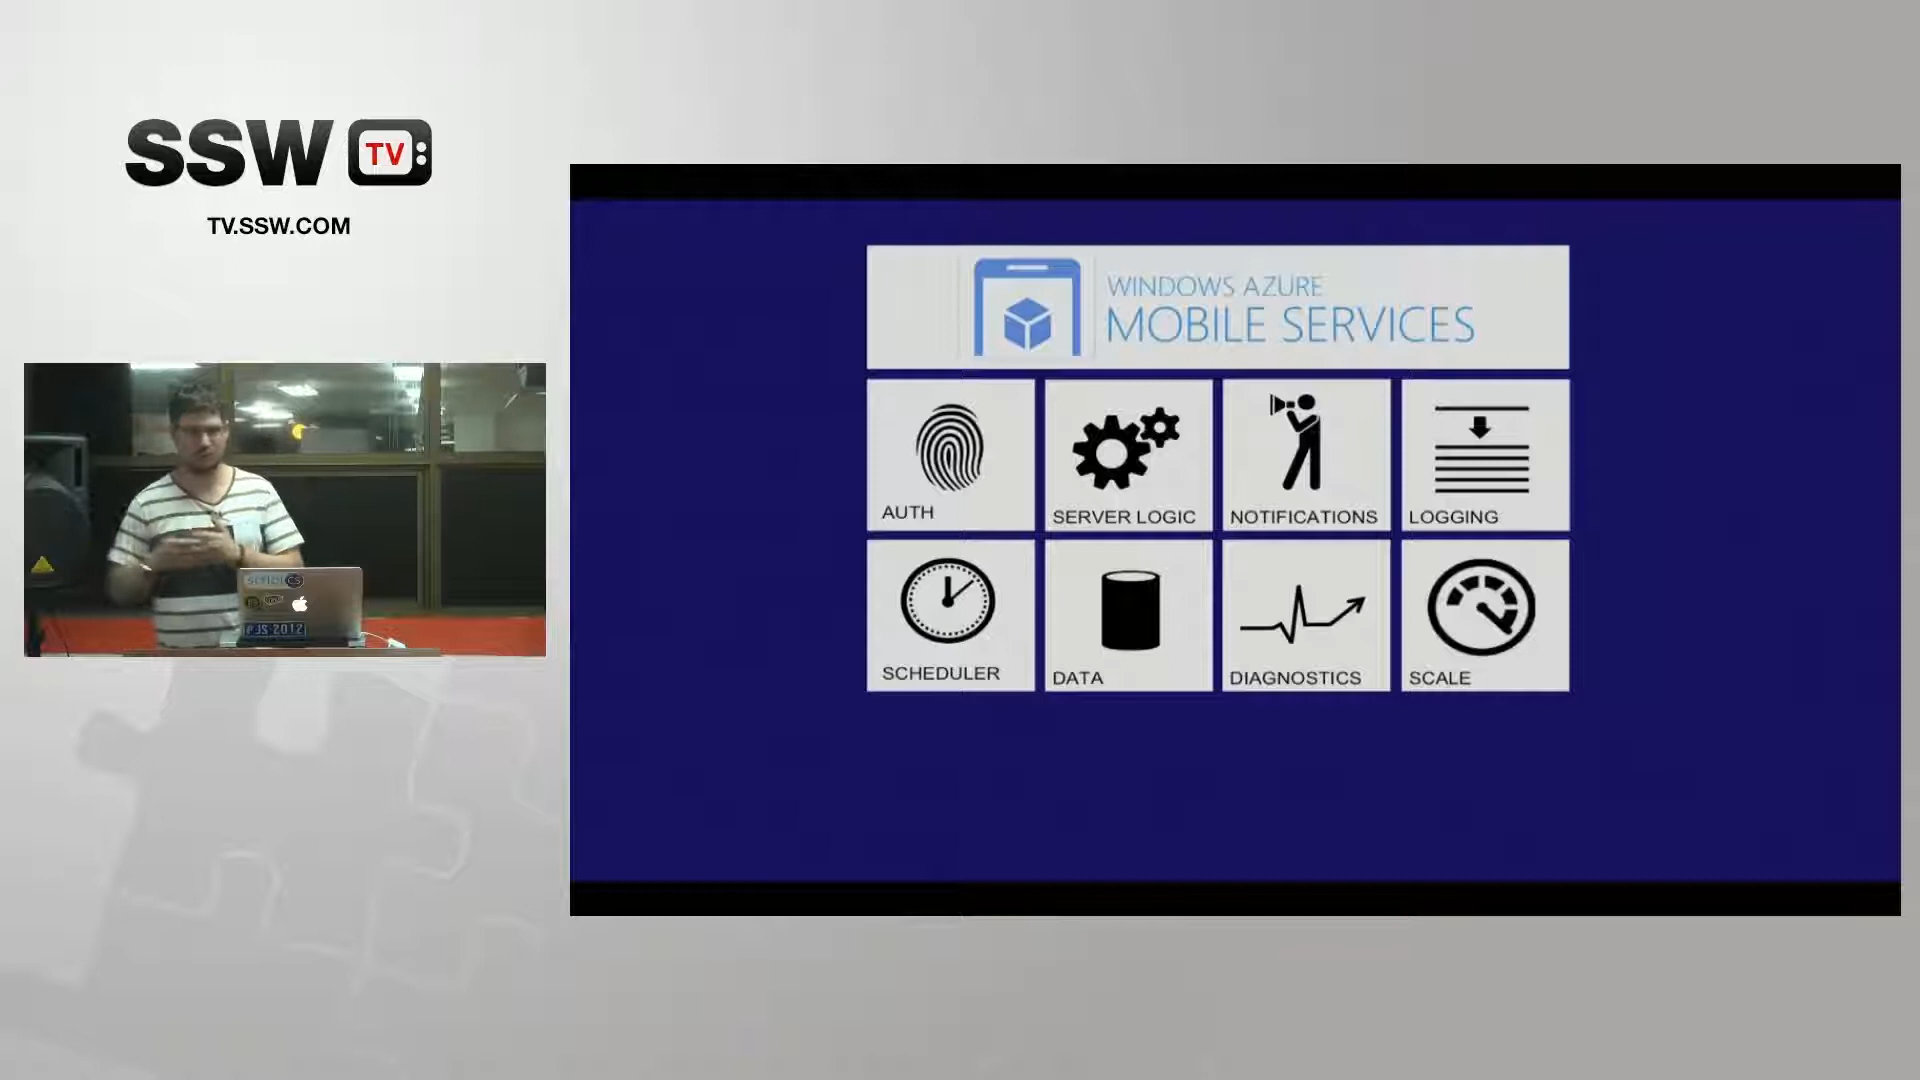 SSW TV
TV.SSW.COM
WINDOWS AZURE
MOBILE SERVICES
AUTH
SERVER LOGIC
NOTIFICATIONS
LOGGING
SCHEDULER
DATA
DIAGNOSTICS
SCALE
scriptcs
JS 2012